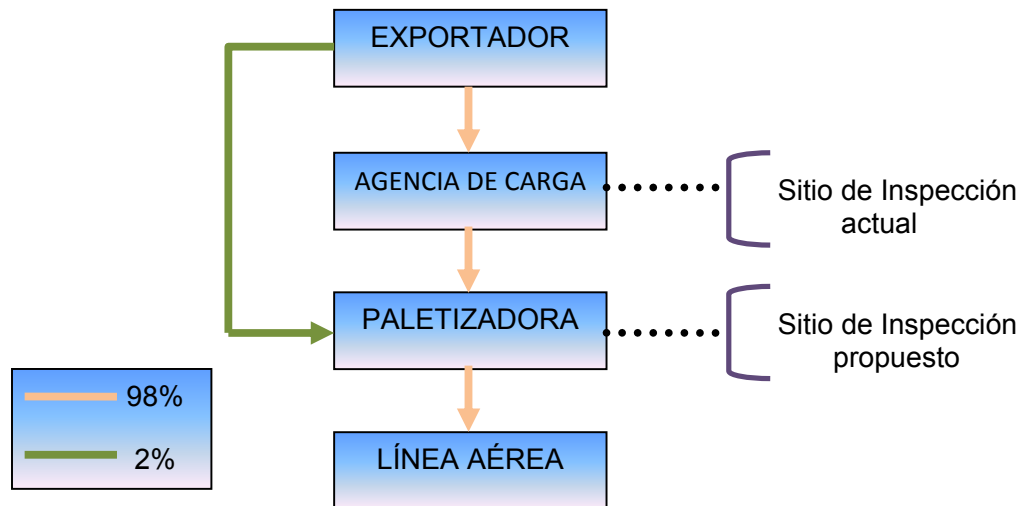 EXPORTADOR
AGENCIA DE CARGA
Sitio de Inspección
actual
PALETIZADORA
Sitio de Inspección
propuesto
98%
2%
LÍNEA AÉREA